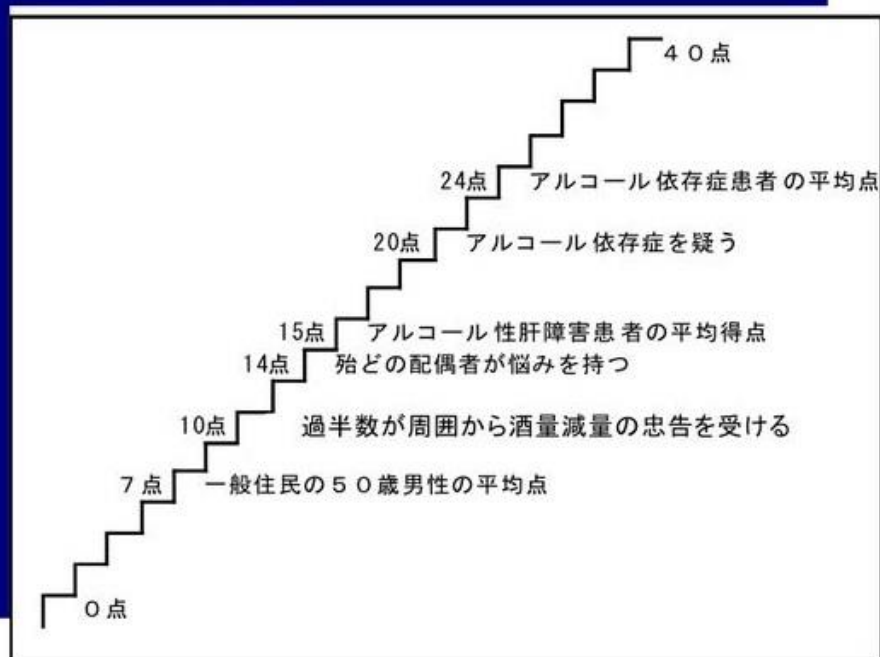 ４０点
24点 アルコール依存症患者の平均点
20点 アルコール依存症を疑う
15点 アルコール性肝障害患者の平均得点
14点 殆どの配偶者が悩みを持つ
10点 過半数が周囲から酒量減量の忠告を受ける
７点 一般住民の５０歳男性の平均点
０点